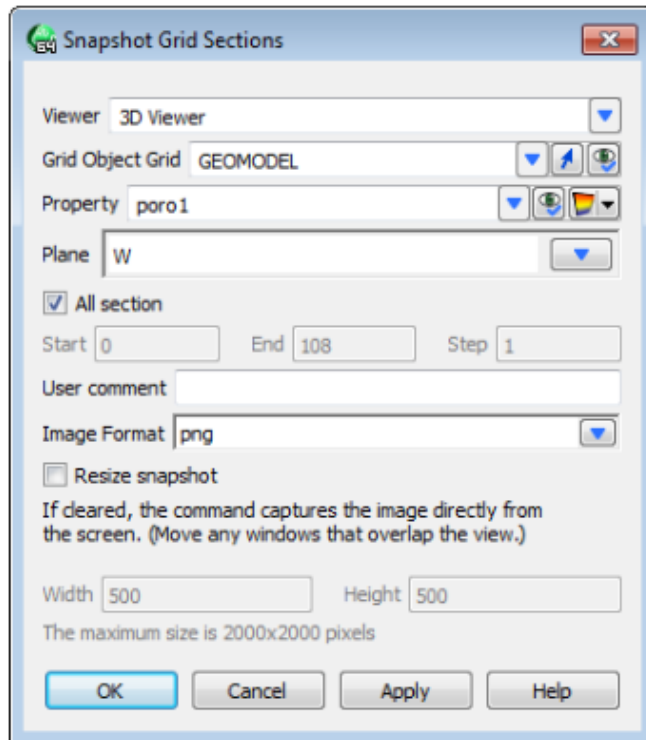 64 Snapshot Grid Sections
Viewer 3D Viewer
Grid Object Grid GEOMODEL
Property poro1
Plane W
All section
Start 0 End 108 Step 1
User comment
Image Format png
Resize snapshot
If cleared, the command captures the image directly from
the screen. (Move any windows that overlap the view.)
Width 500 Height 500
The maximum size is 2000x2000 pixels
OK Cancel Apply Help